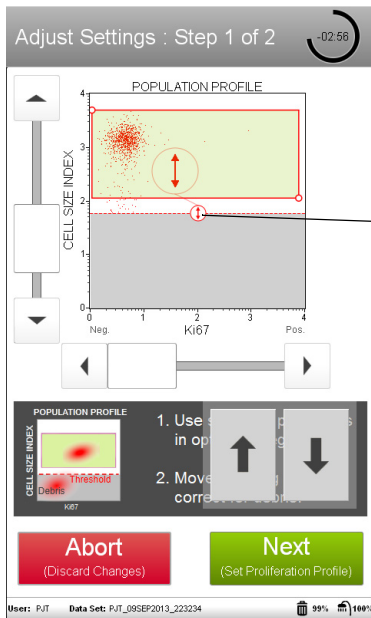 Adjust Settings : Step 1 of 2
-02:56
POPULATION PROFILE
CELL SIZE INDEX
4
3
2
1
0
0 1 2 3 4
Neg. Ki67 Pos.
POPULATION PROFILE
CELL SIZE INDEX
Threshold
Debris
Ki67
1. Use
in
2. Move
Abort
(Discard Changes)
Next
(Set Proliferation Profile)
User: PJT Data Set: PJT_09SEP2013_223234 99% 100%